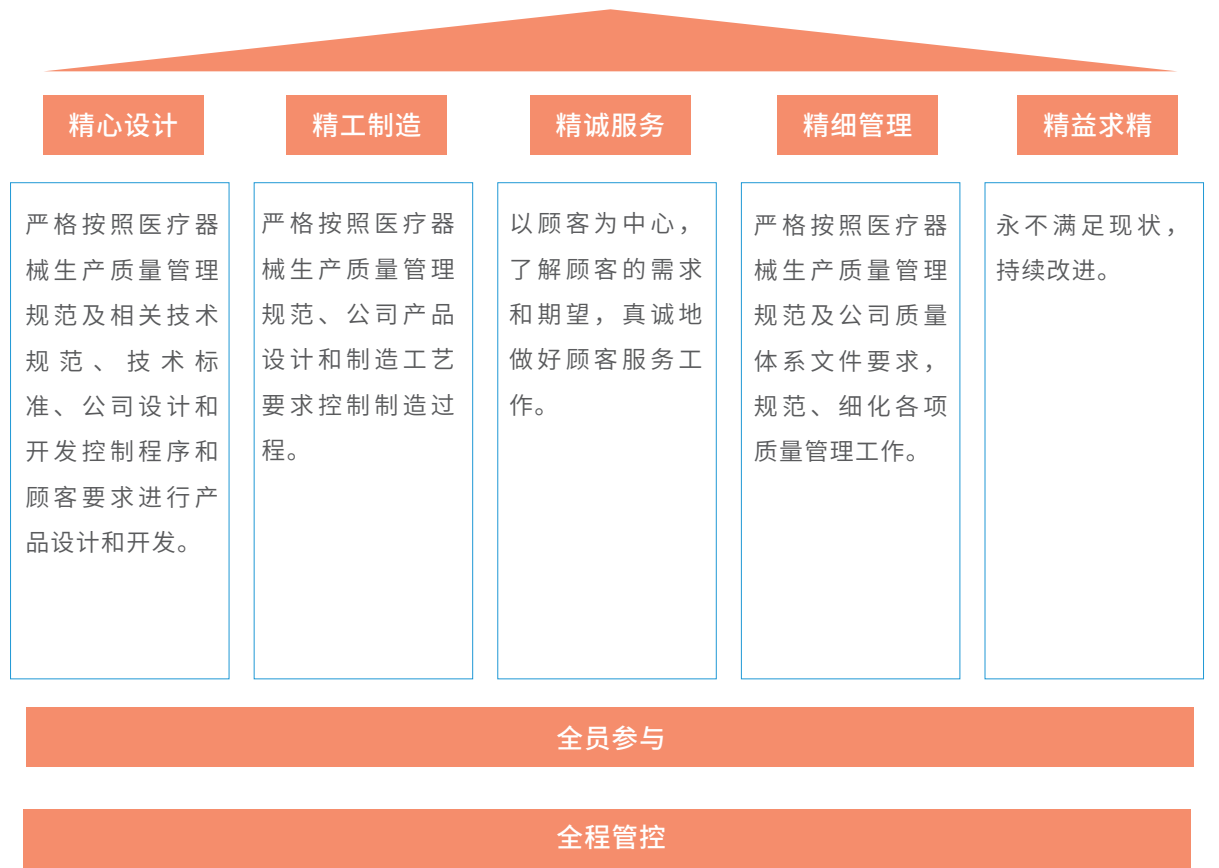 精心设计
精工制造
精诚服务
精细管理
精益求精
严格按照医疗器
械生产质量管理
规范及相关技术
规范、技术标
准、公司设计和
开发控制程序和
顾客要求进行产
品设计和开发。
严格按照医疗器
械生产质量管理
规范、公司产品
设计和制造工艺
要求控制制造过
程。
以顾客为中心，
了解顾客的需求
和期望，真诚地
做好顾客服务工
作。
严格按照医疗器
械生产质量管理
规范及公司质量
体系文件要求，
规范、细化各项
质量管理工作。
永不满足现状，
持续改进。
全员参与
全程管控